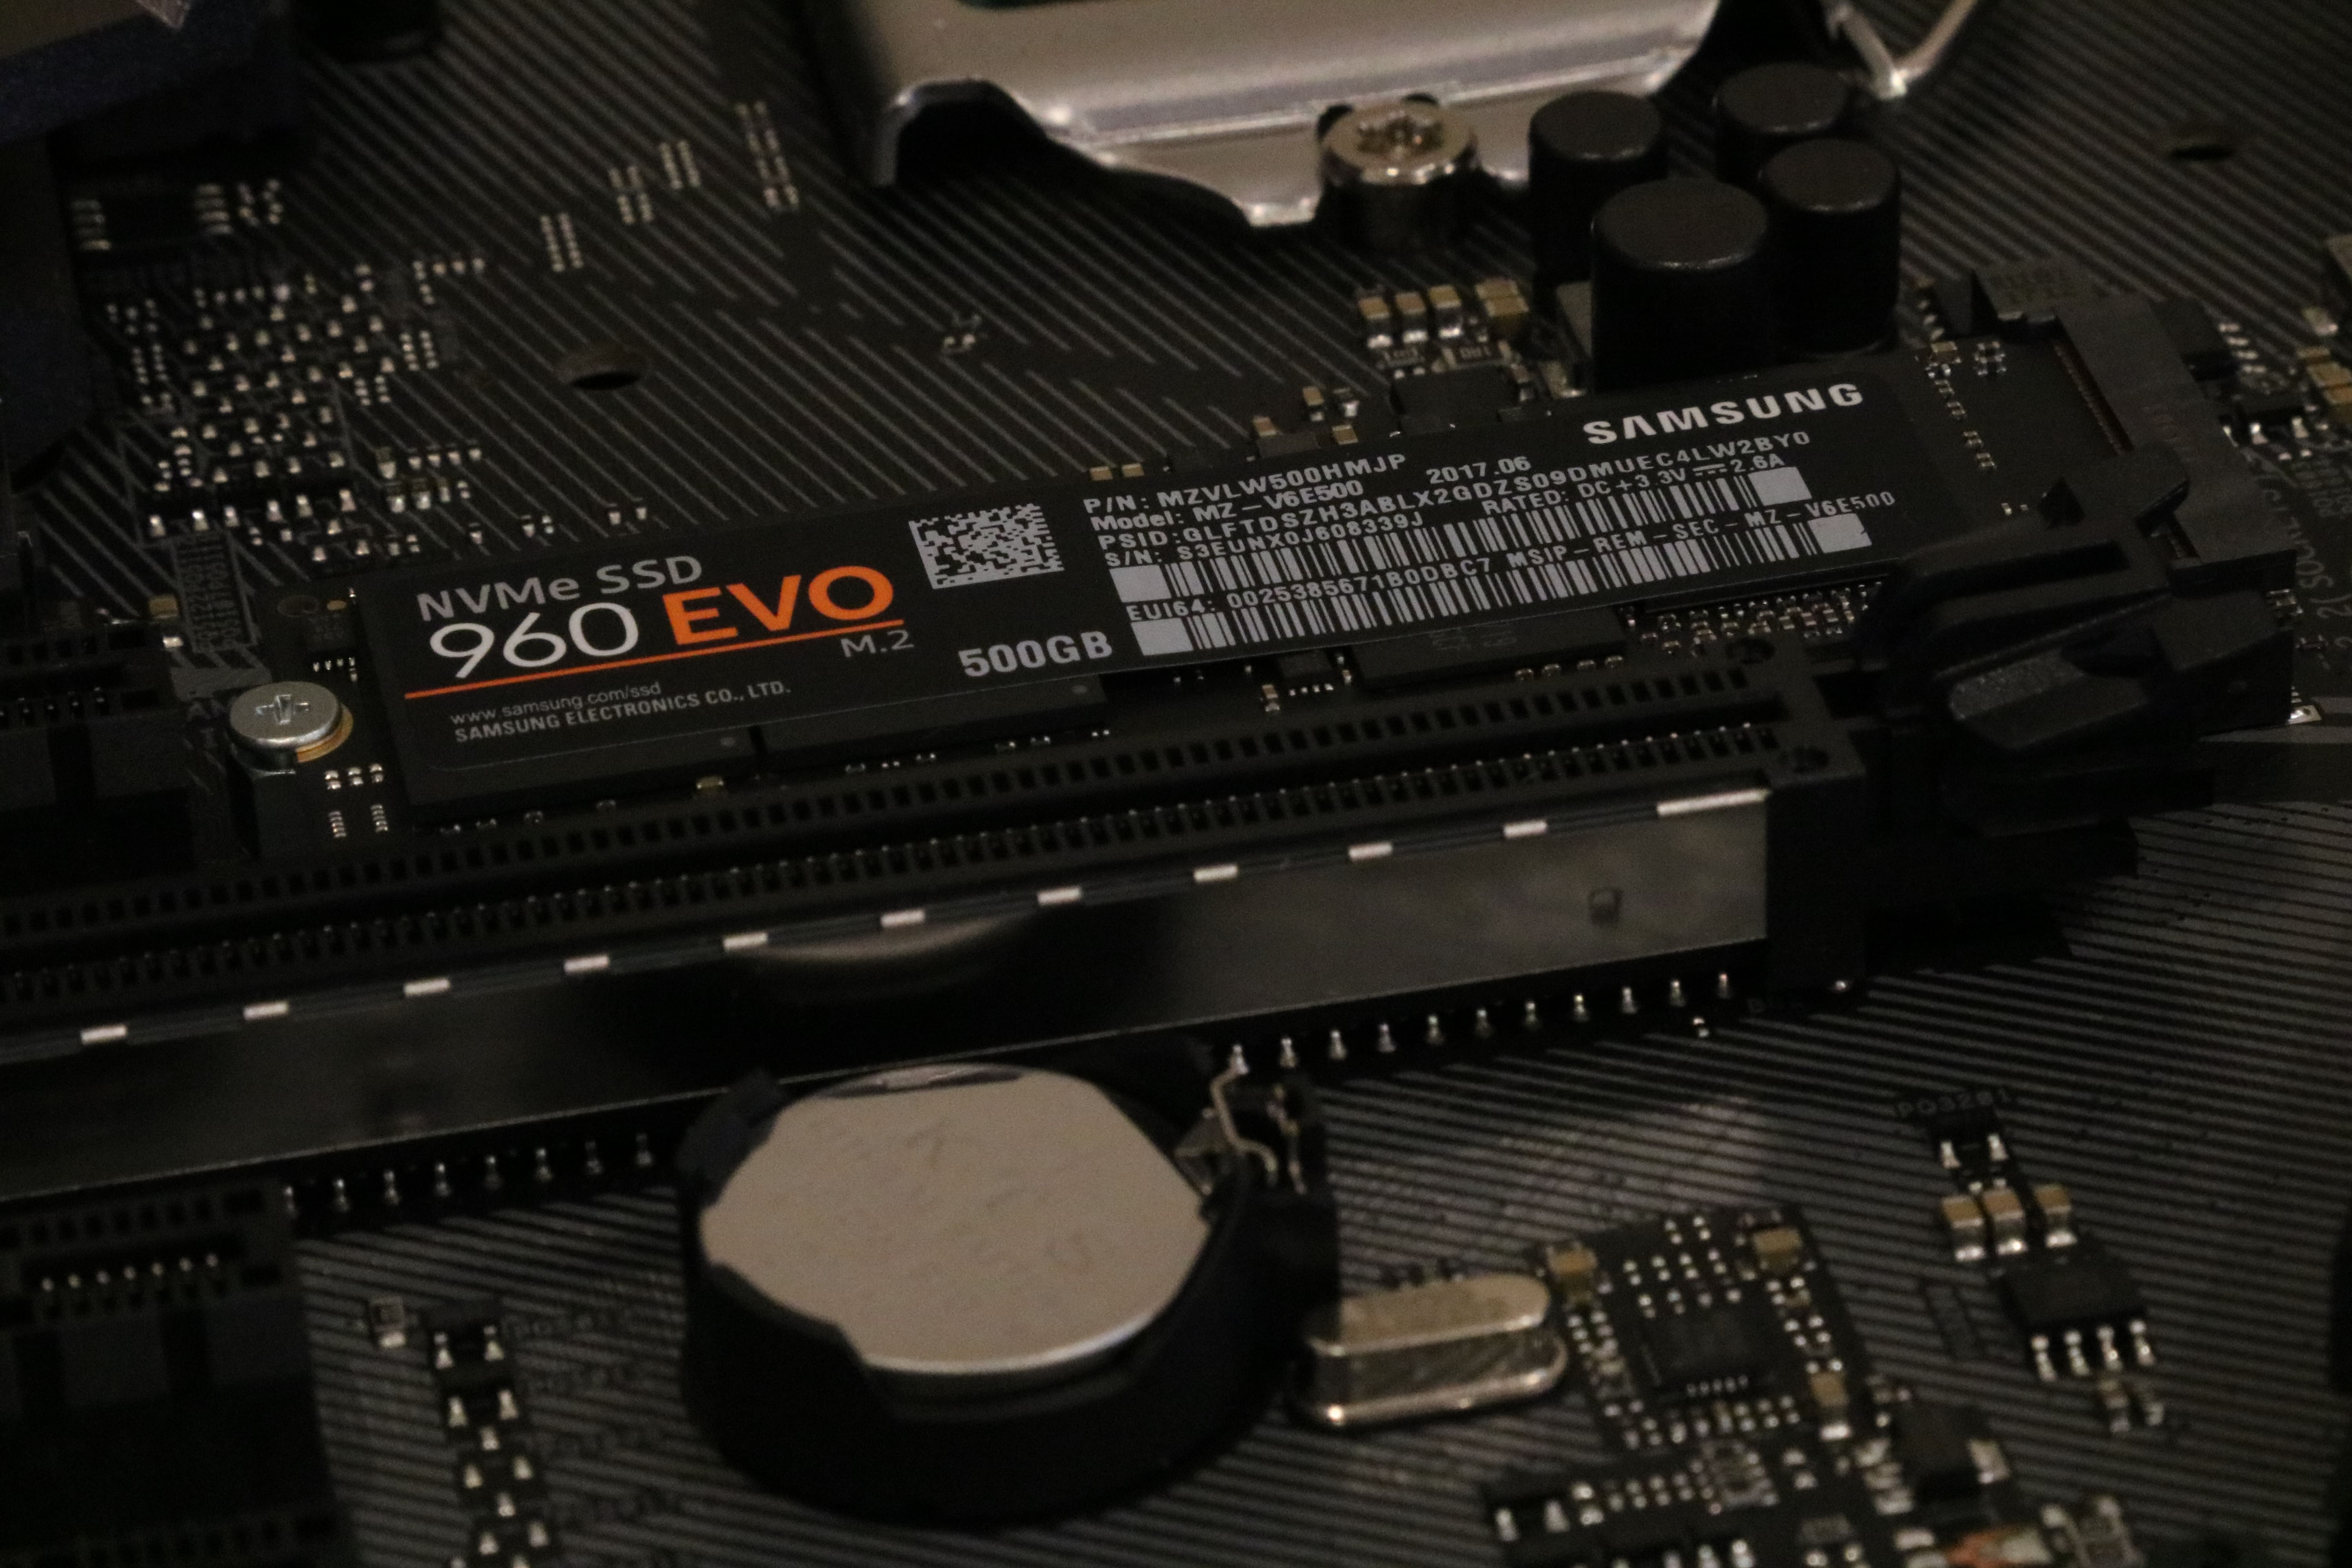 SAMSUNG
NVMe SSD
960 EVO
M.2
www.samsung.com/ssd
SAMSUNG ELECTRONICS CO., LTD.
500GB
P/N: MZVLW500HMJP
Model: MZ-V6E500 2017.06
PSID: GLFTDSZH3ABLX2GDZS09DMUEC4LW2BY0
S/N: S3EUNX0J608339J RATED: DC+3.3V⎓2.6A
EUI64: 0025385671B0DBC7 MSIP-REM-SEC-MZ-V6E500